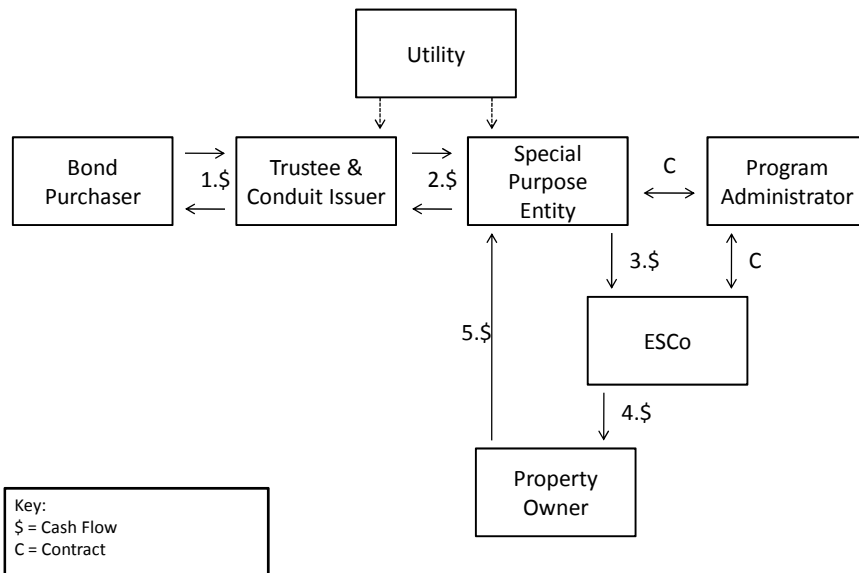 Utility
Bond
Purchaser
1.$
Trustee &
Conduit Issuer
2.$
Special
Purpose
Entity
C
Program
Administrator
3.$
C
5.$
ESCo
4.$
Property
Owner
Key:
$ = Cash Flow
C = Contract